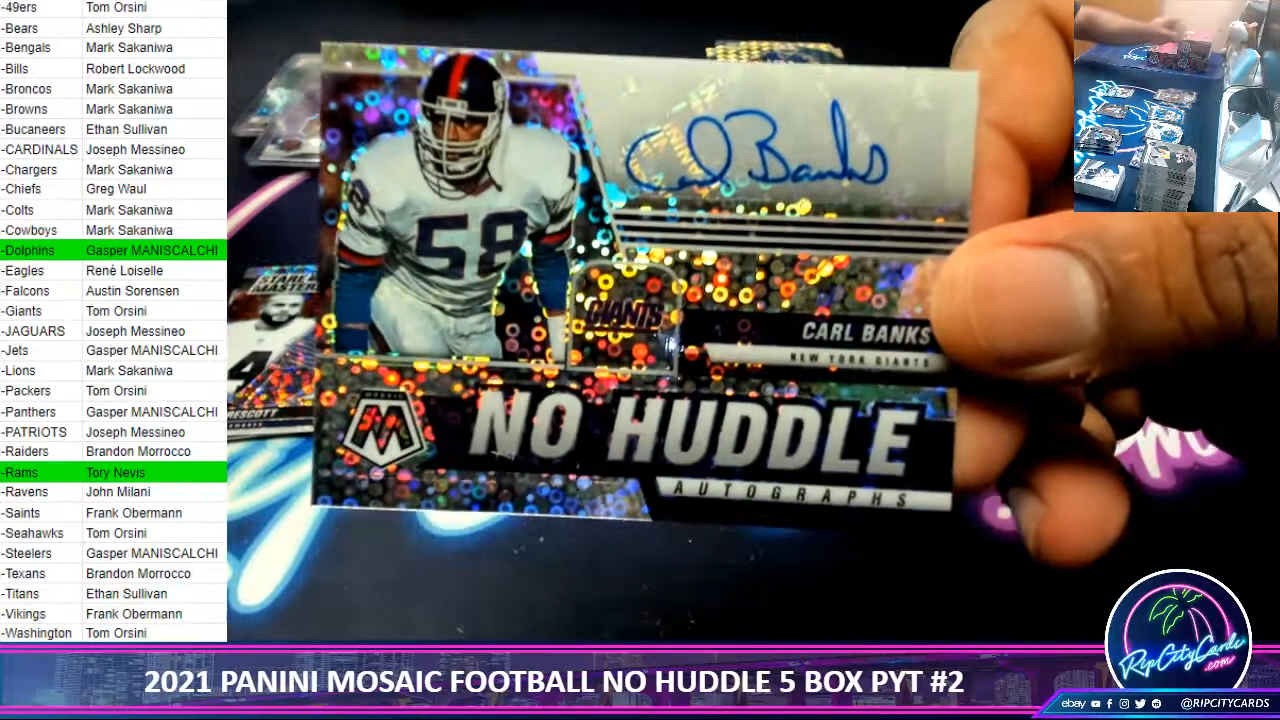 -49ers Tom Orsini
-Bears Ashley Sharp
-Bengals Mark Sakaniwa
-Bills Robert Lockwood
-Broncos Mark Sakaniwa
-Browns Mark Sakaniwa
-Bucaneers Ethan Sullivan
-CARDINALS Joseph Messineo
-Chargers Mark Sakaniwa
-Chiefs Greg Waul
-Colts Mark Sakaniwa
-Cowboys Mark Sakaniwa
-Dolphins Gasper MANISCALCHI
-Eagles René Loiselle
-Falcons Austin Sorensen
-Giants Tom Orsini
-JAGUARS Joseph Messineo
-Jets Gasper MANISCALCHI
-Lions Mark Sakaniwa
-Packers Tom Orsini
-Panthers Gasper MANISCALCHI
-PATRIOTS Joseph Messineo
-Raiders Brandon Morrocco
-Rams Tory Nevis
-Ravens John Milani
-Saints Frank Obermann
-Seahawks Tom Orsini
-Steelers Gasper MANISCALCHI
-Texans Brandon Morrocco
-Titans Ethan Sullivan
-Vikings Frank Obermann
-Washington Tom Orsini
Carl Banks
58
GIANTS
CARL BANKS
NEW YORK GIANTS
MOSAIC
NO HUDDLE
AUTOGRAPHS
RipCityCards
.com
2021 PANINI MOSAIC FOOTBALL NO HUDDLE 5 BOX PYT #2
ebay @RIPCITYCARDS